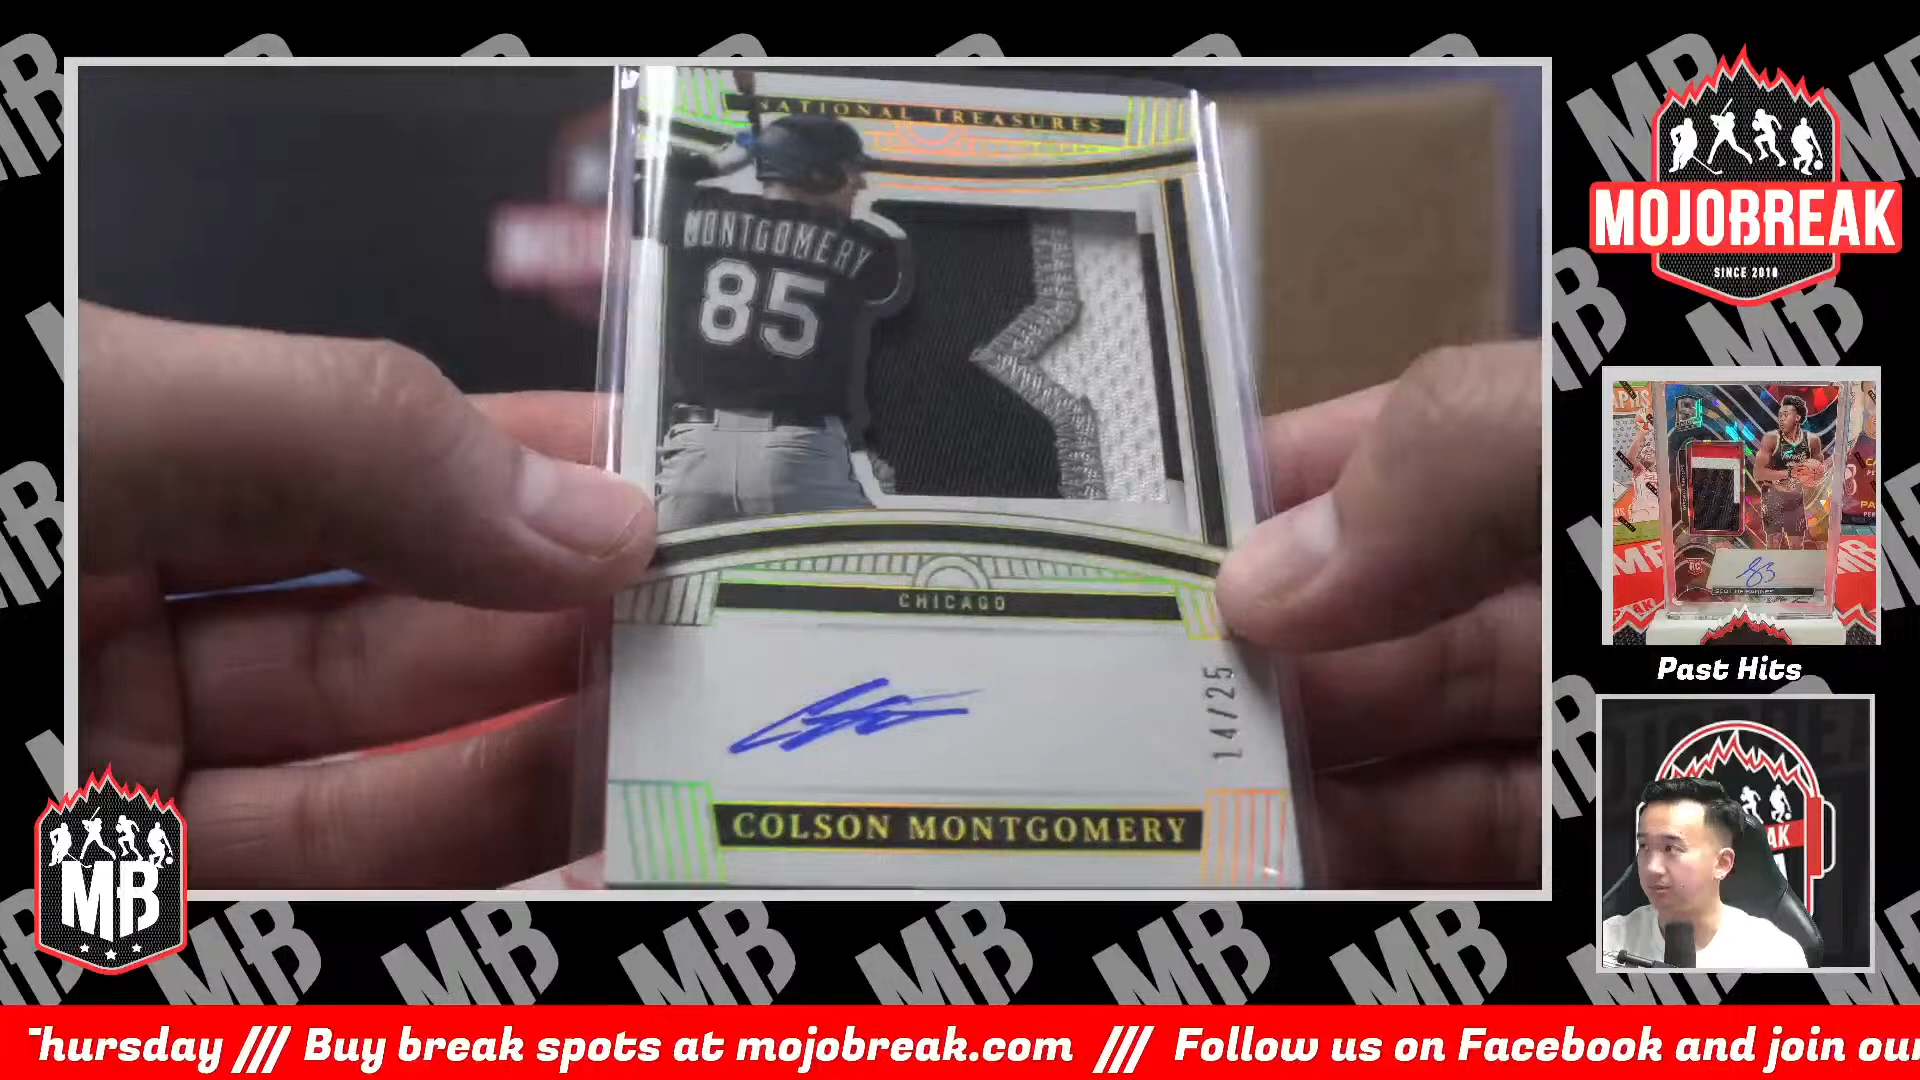 NATIONAL TREASURES
MONTGOMERY
85
CHICAGO
14/25
COLSON MONTGOMERY
MOJOBREAK
SINCE 2010
Past Hits
MB
hursday /// Buy break spots at mojobreak.com /// Follow us on Facebook and join our